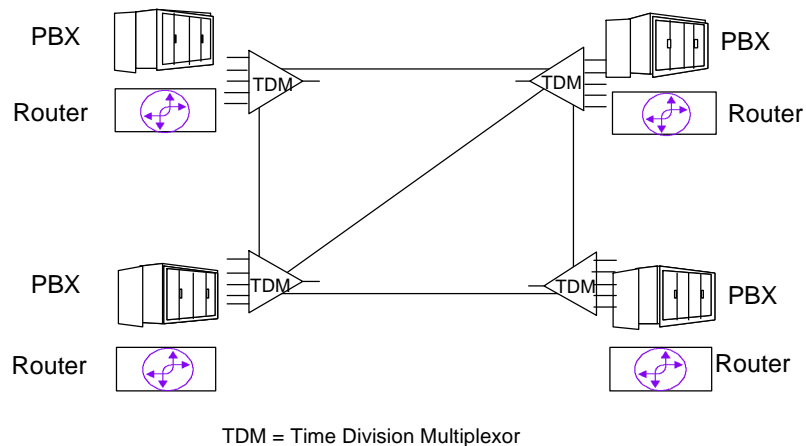 PBX
PBX
TDM
TDM
Router
Router
PBX
TDM
TDM
PBX
Router
Router
TDM = Time Division Multiplexor